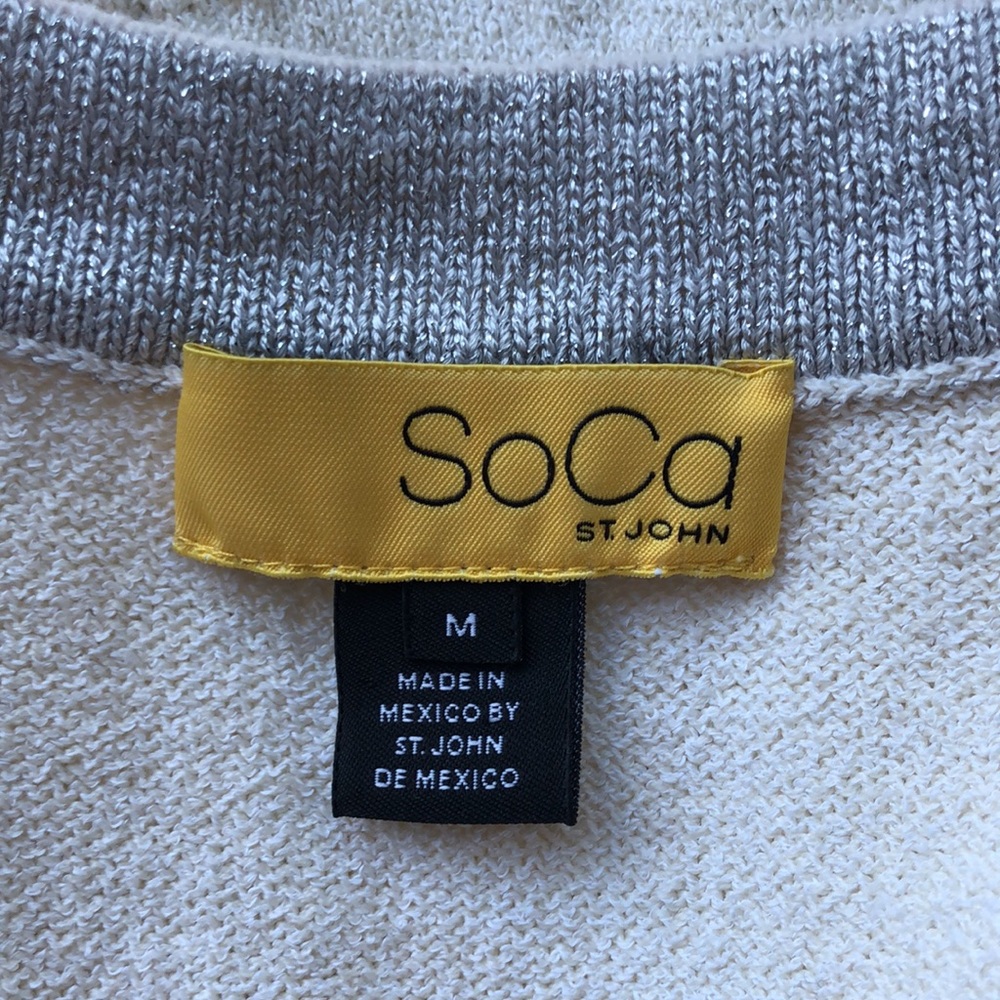 SoCa
ST. JOHN
M
MADE IN
MEXICO BY
ST. JOHN
DE MEXICO